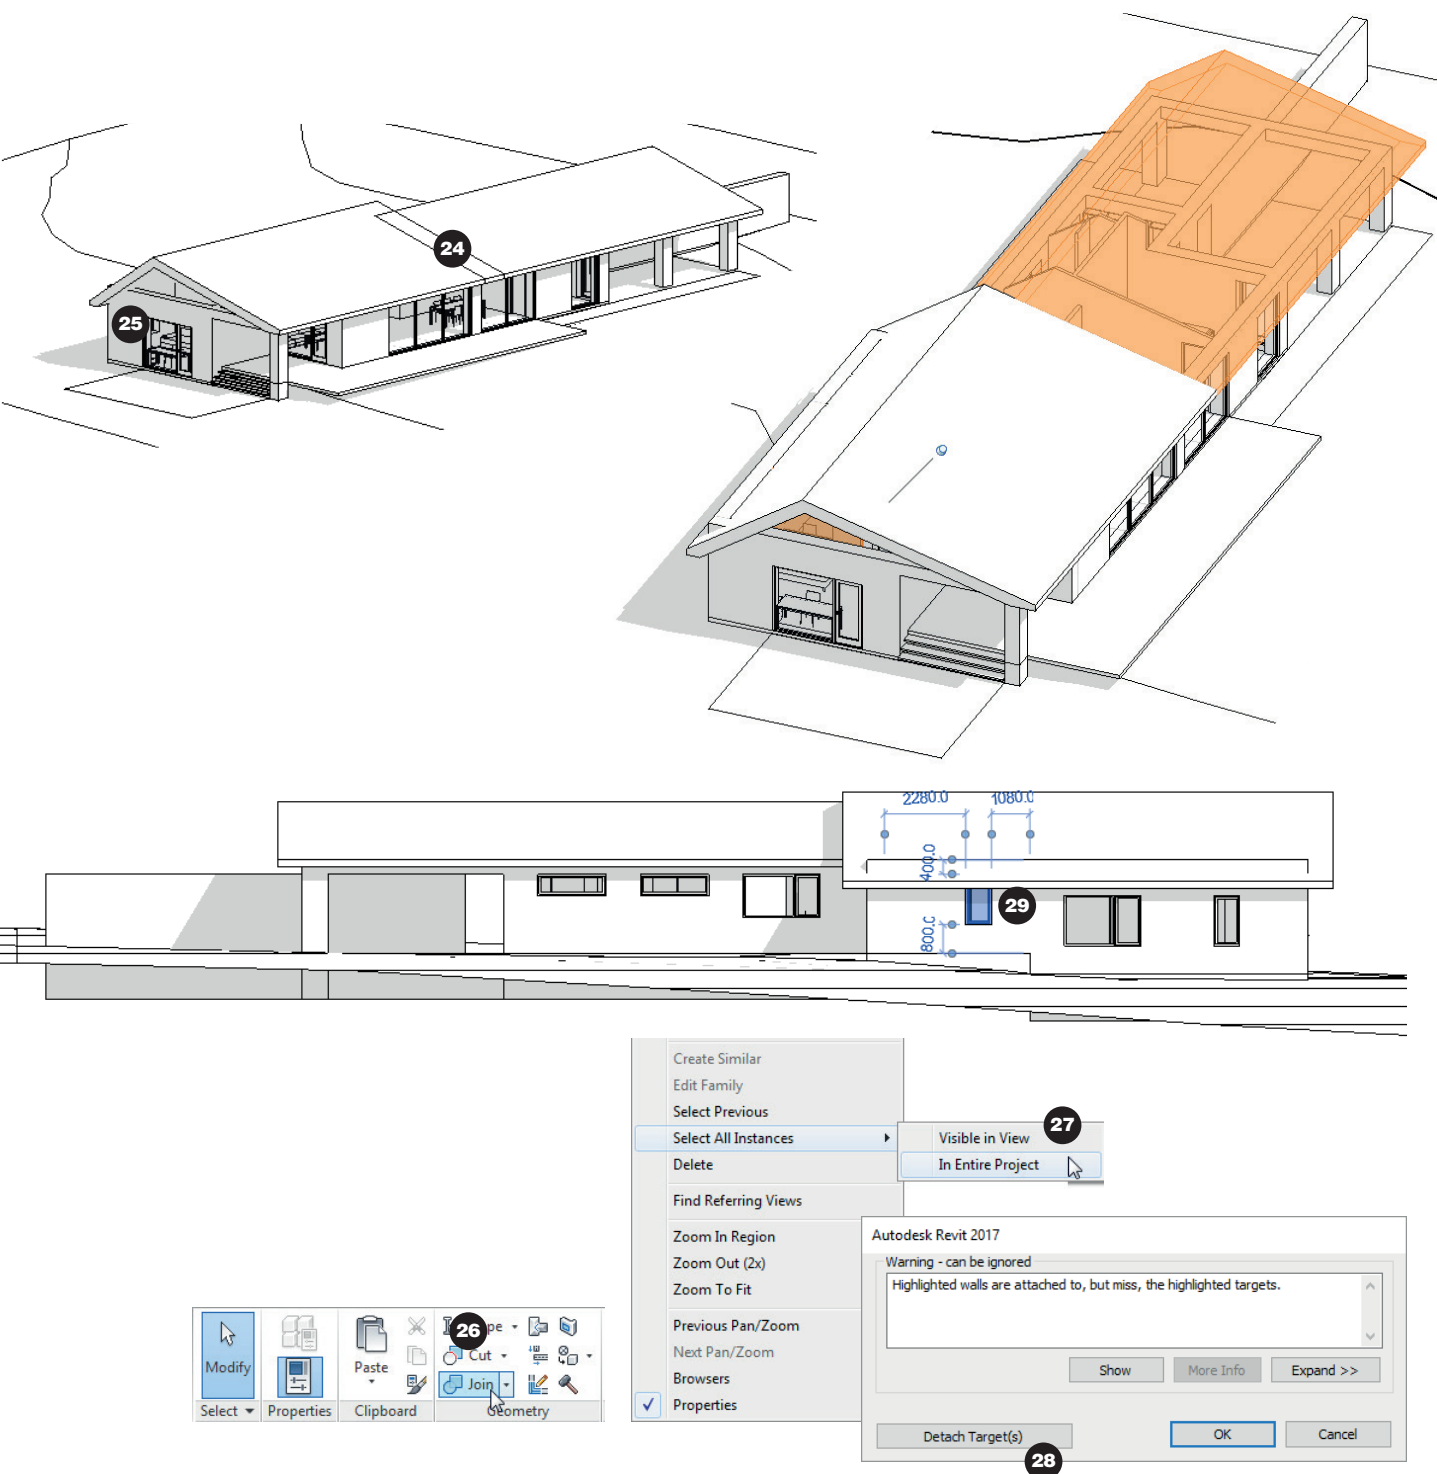 24
25
2280.0
1080.0
400.0
29
800.0
Create Similar
Edit Family
Select Previous
Select All Instances
Delete
Find Referring Views
Zoom In Region
Zoom Out (2x)
Zoom To Fit
Previous Pan/Zoom
Next Pan/Zoom
Browsers
Properties
27
Visible in View
In Entire Project
Autodesk Revit 2017
Warning - can be ignored
Highlighted walls are attached to, but miss, the highlighted targets.
Show
More Info
Expand >>
Detach Target(s)
OK
Cancel
28
26
Modify
Paste
Cut
Join
Select
Properties
Clipboard
Geometry